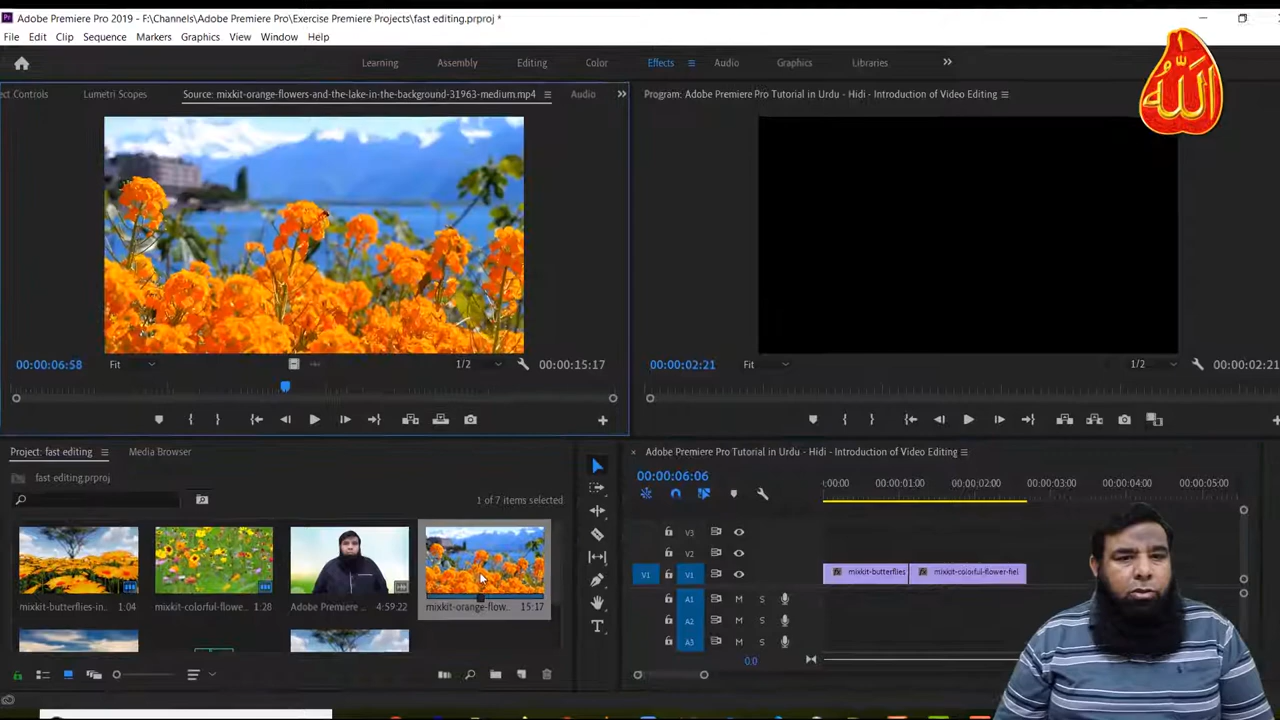 Adobe Premiere Pro 2019 - F:\Channels\Adobe Premiere Pro\Exercise Premiere Projects\fast editing.prproj *
File Edit Clip Sequence Markers Graphics View Window Help
Learning Assembly Editing Color Effects Audio Graphics Libraries
ect Controls Lumetri Scopes Source: mixkit-orange-flowers-and-the-lake-in-the-background-31963-medium.mp4 Audio
Program: Adobe Premiere Pro Tutorial in Urdu - Hidi - Introduction of Video Editing
الله
00:00:06:58 Fit 1/2 00:00:15:17
00:00:02:21 Fit 1/2 00:00:02:21
Project: fast editing Media Browser
fast editing.prproj
1 of 7 items selected
mixkit-butterflies-in... 1:04
mixkit-colorful-flowe... 1:28
Adobe Premiere ... 4:59:22
mixkit-orange-flow... 15:17
Adobe Premiere Pro Tutorial in Urdu - Hidi - Introduction of Video Editing
00:00:06:06
:00:00 00:00:01:00 00:00:02:00 00:00:03:00 00:00:04:00 00:00:05:00
V3
V2
V1 V1 mixkit-butterflies mixkit-colorful-flower-fiel
A1 M S
A2 M S
A3 M S
0.0